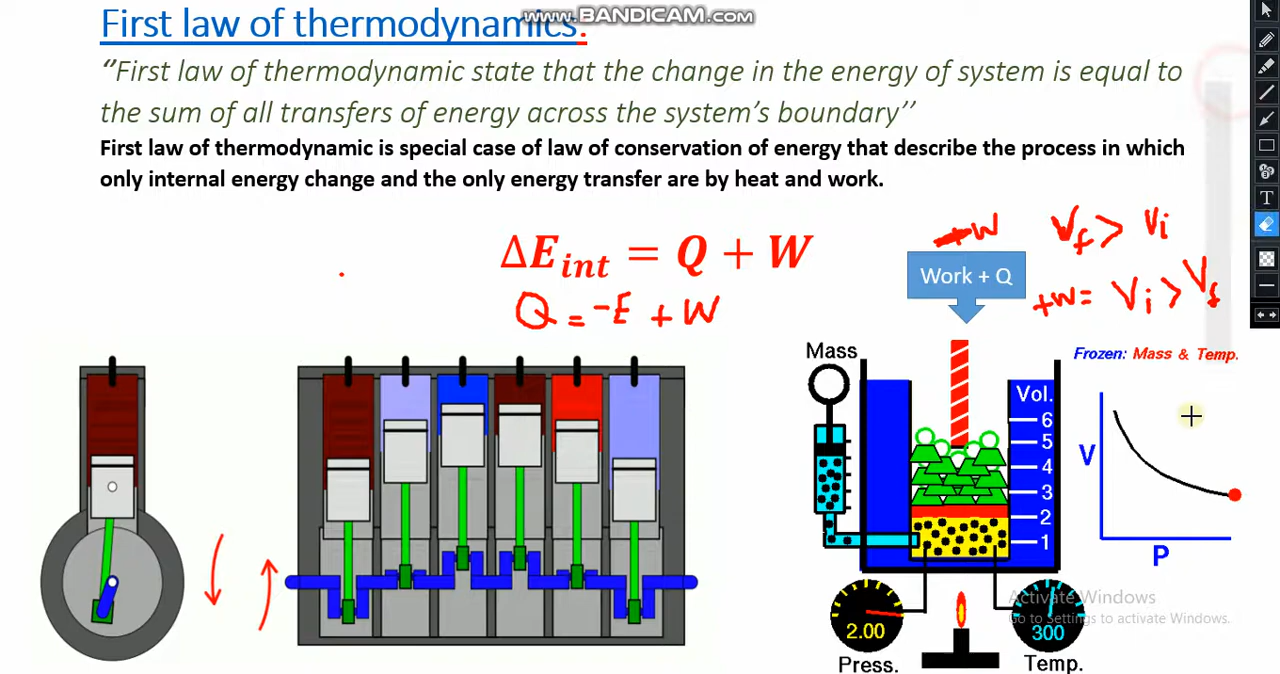 www.BANDICAM.com
First law of thermodynamics:
“First law of thermodynamic state that the change in the energy of system is equal to
the sum of all transfers of energy across the system’s boundary’’
First law of thermodynamic is special case of law of conservation of energy that describe the process in which
only internal energy change and the only energy transfer are by heat and work.
ΔE_int = Q + W
Q = -E + W
+W
V_f > V_i
Work + Q
+W = V_i > V_f
Mass
Frozen: Mass & Temp.
Vol.
6
5
4
3
2
1
V
P
2.00
Press.
300
Temp.
Activate Windows
Go to Settings to activate Windows.
T